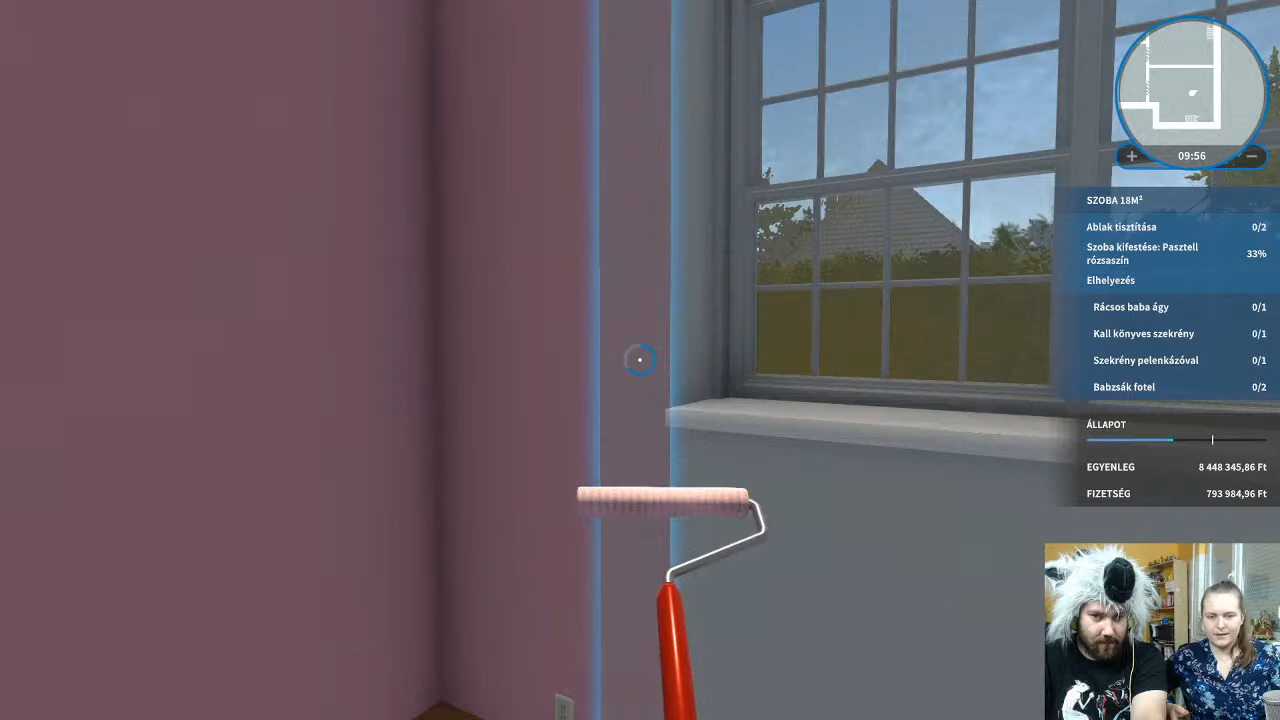 09:56
SZOBA 18M²
Ablak tisztítása 0/2
Szoba kifestése: Pasztell
rózsaszín 33%
Elhelyezés
Rácsos baba ágy 0/1
Kall könyves szekrény 0/1
Szekrény pelenkázóval 0/1
Babzsák fotel 0/2
ÁLLAPOT
EGYENLEG 8 448 345,86 Ft
FIZETSÉG 793 984,96 Ft